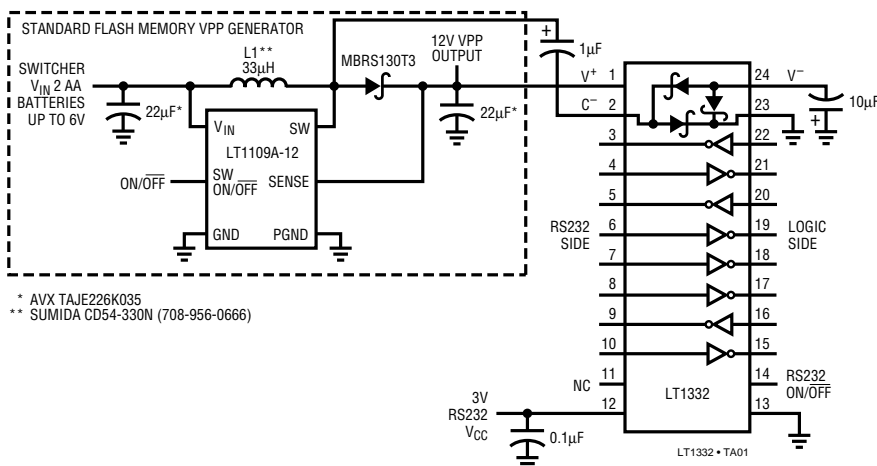 STANDARD FLASH MEMORY VPP GENERATOR
L1**
33µH
MBRS130T3
12V VPP
OUTPUT
SWITCHER
VIN 2 AA
BATTERIES
UP TO 6V
22µF*
22µF*
VIN
SW
LT1109A-12
ON/OFF
SW
ON/OFF
SENSE
GND
PGND
* AVX TAJE226K035
** SUMIDA CD54-330N (708-956-0666)
+
1µF
V+ 1
C– 2
3
4
5
6
7
8
9
10
11
12
RS232
SIDE
NC
3V
RS232
VCC
0.1µF
LT1332
24 V–
23
22
21
20
19
18
17
16
15
14
13
10µF
+
LOGIC
SIDE
RS232
ON/OFF
LT1332 • TA01